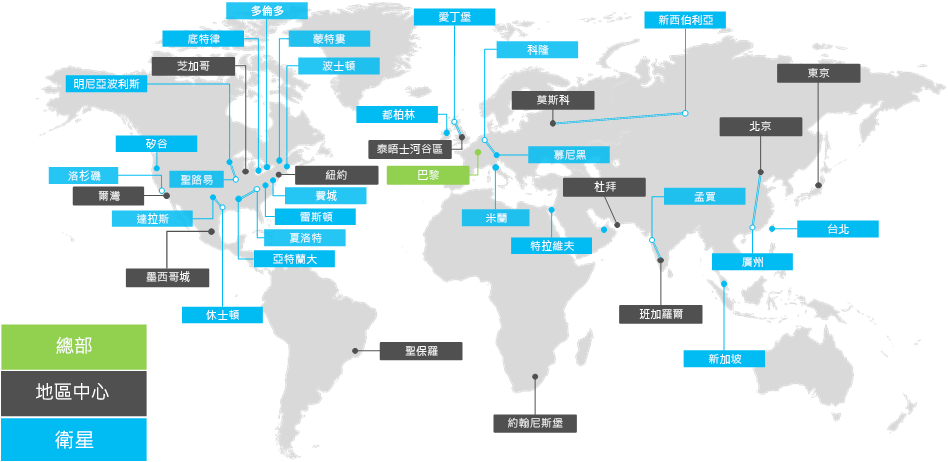 多倫多
愛丁堡
新西伯利亞
底特律
蒙特婁
科隆
芝加哥
波士頓
東京
明尼亞波利斯
莫斯科
都柏林
北京
矽谷
泰晤士河谷區
慕尼黑
洛杉磯
聖路易
紐約
巴黎
爾灣
費城
杜拜
孟買
達拉斯
雷斯頓
米蘭
台北
夏洛特
特拉維夫
亞特蘭大
廣州
墨西哥城
休士頓
班加羅爾
總部
聖保羅
新加坡
地區中心
約翰尼斯堡
衛星